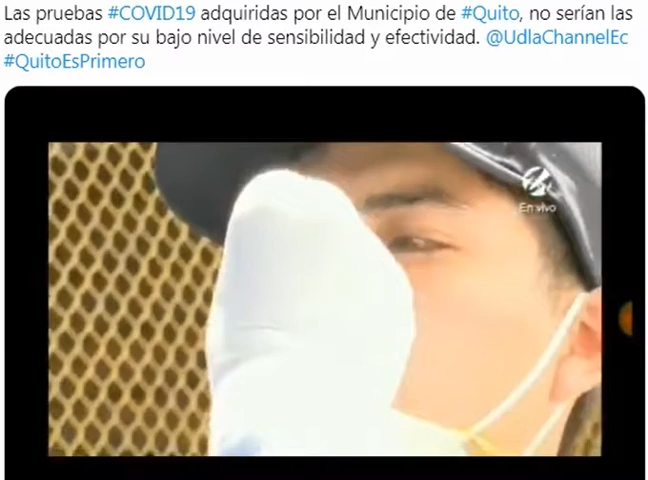 Las pruebas #COVID19 adquiridas por el Municipio de #Quito, no serían las
adecuadas por su bajo nivel de sensibilidad y efectividad. @UdlaChannelEc
#QuitoEsPrimero
En vivo